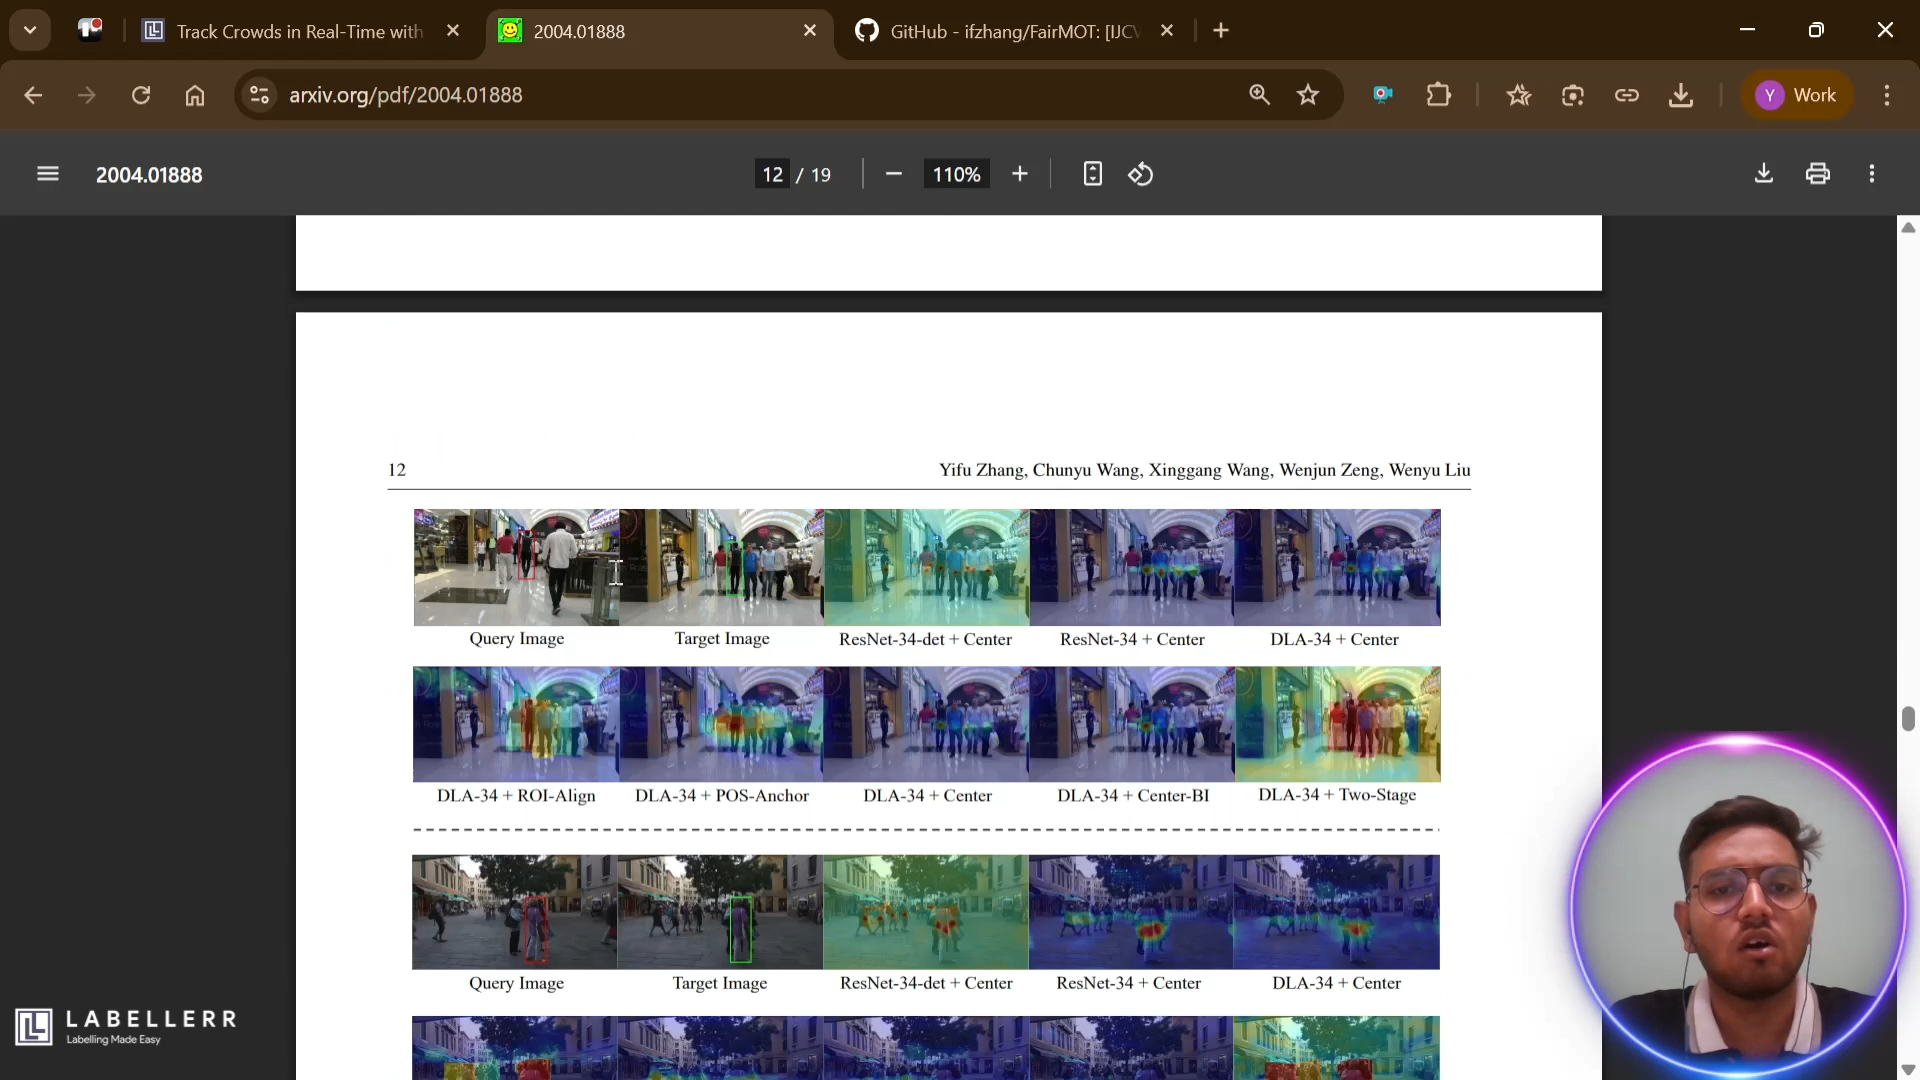 Track Crowds in Real-Time with
2004.01888
GitHub - ifzhang/FairMOT: [IJCV
arxiv.org/pdf/2004.01888
Y Work
2004.01888
12 / 19
110%
12
Yifu Zhang, Chunyu Wang, Xinggang Wang, Wenjun Zeng, Wenyu Liu
Query Image Target Image ResNet-34-det + Center ResNet-34 + Center DLA-34 + Center
DLA-34 + ROI-Align DLA-34 + POS-Anchor DLA-34 + Center DLA-34 + Center-BI DLA-34 + Two-Stage
Query Image Target Image ResNet-34-det + Center ResNet-34 + Center DLA-34 + Center
LABELLERR
Labelling Made Easy